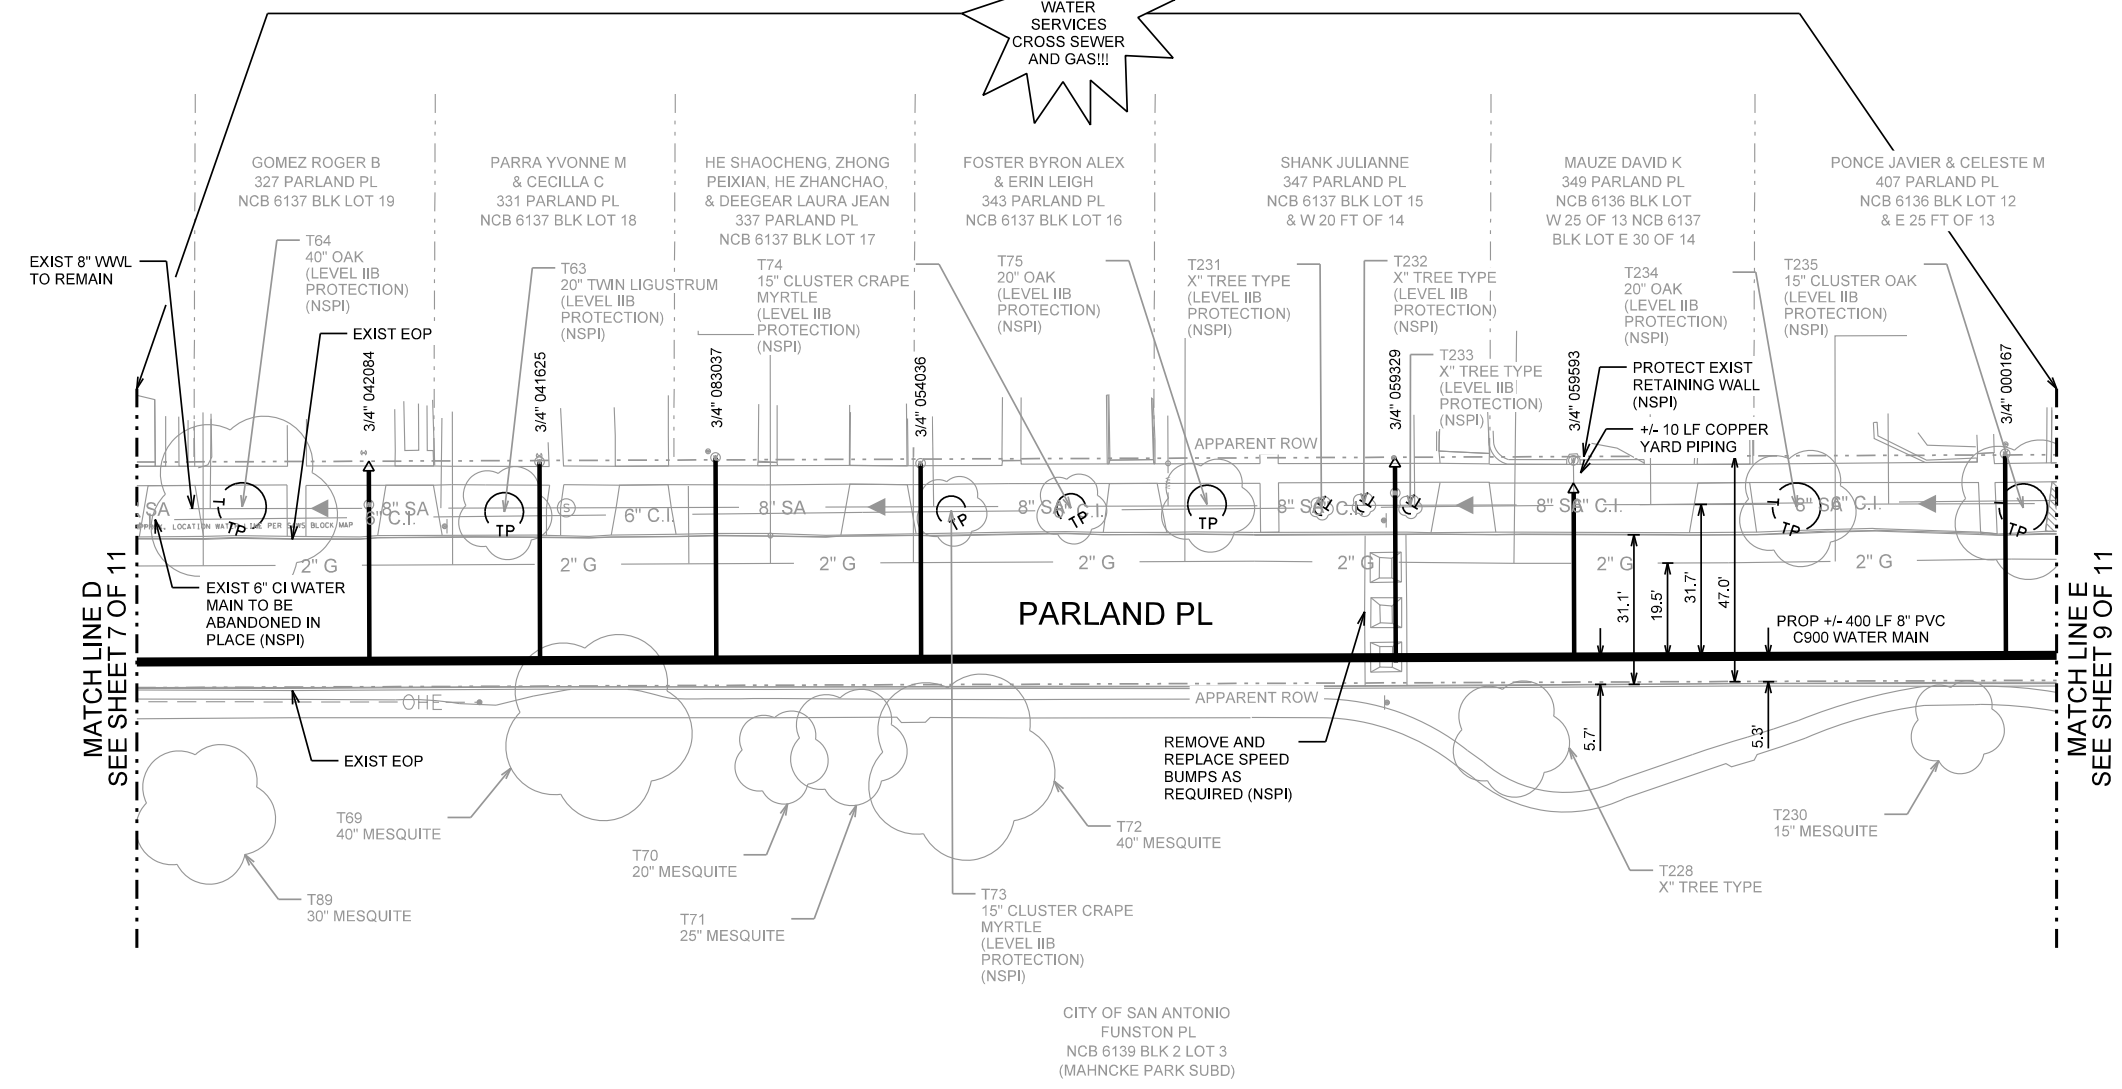 WATER
SERVICES
CROSS SEWER
AND GAS!!!
GOMEZ ROGER B
327 PARLAND PL
NCB 6137 BLK LOT 19
PARRA YVONNE M
& CECILLA C
331 PARLAND PL
NCB 6137 BLK LOT 18
HE SHAOCHENG, ZHONG
PEIXIAN, HE ZHANCHAO,
& DEEGEAR LAURA JEAN
337 PARLAND PL
NCB 6137 BLK LOT 17
FOSTER BYRON ALEX
& ERIN LEIGH
343 PARLAND PL
NCB 6137 BLK LOT 16
SHANK JULIANNE
347 PARLAND PL
NCB 6137 BLK LOT 15
& W 20 FT OF 14
MAUZE DAVID K
349 PARLAND PL
NCB 6136 BLK LOT
W 25 OF 13 NCB 6137
BLK LOT E 30 OF 14
PONCE JAVIER & CELESTE M
407 PARLAND PL
NCB 6136 BLK LOT 12
& E 25 FT OF 13
EXIST 8" WWL
TO REMAIN
T64
40" OAK
(LEVEL IIB
PROTECTION)
(NSPI)
EXIST EOP
T63
20" TWIN LIGUSTRUM
(LEVEL IIB
PROTECTION)
(NSPI)
T74
15" CLUSTER CRAPE
MYRTLE
(LEVEL IIB
PROTECTION)
(NSPI)
T75
20" OAK
(LEVEL IIB
PROTECTION)
(NSPI)
T231
X" TREE TYPE
(LEVEL IIB
PROTECTION)
(NSPI)
T232
X" TREE TYPE
(LEVEL IIB
PROTECTION)
(NSPI)
T233
X" TREE TYPE
(LEVEL IIB
PROTECTION)
(NSPI)
T234
20" OAK
(LEVEL IIB
PROTECTION)
(NSPI)
T235
15" CLUSTER OAK
(LEVEL IIB
PROTECTION)
(NSPI)
3/4" 042084
3/4" 041625
3/4" 083037
3/4" 054036
3/4" 059329
3/4" 059593
3/4" 000167
PROTECT EXIST
RETAINING WALL
(NSPI)
+/- 10 LF COPPER
YARD PIPING
APPARENT ROW
SA
TP
8" SA
6" C.I.
TP
S
6" C.I.
8" SA
TP
8" SA
TP
TP
8" SA
C.I.
8" SA
C.I.
TP
8" SA
6" C.I.
TP
LOCATION WATER LINE PER SAWS BLOCK MAP
2" G
2" G
2" G
2" G
2" G
2" G
2" G
EXIST 6" CI WATER
MAIN TO BE
ABANDONED IN
PLACE (NSPI)
PARLAND PL
31.1'
19.5'
31.7'
47.0'
PROP +/- 400 LF 8" PVC
C900 WATER MAIN
MATCH LINE D
SEE SHEET 7 OF 11
MATCH LINE E
SEE SHEET 9 OF 11
OHE
APPARENT ROW
5.7'
5.3'
EXIST EOP
REMOVE AND
REPLACE SPEED
BUMPS AS
REQUIRED (NSPI)
T69
40" MESQUITE
T70
20" MESQUITE
T72
40" MESQUITE
T230
15" MESQUITE
T228
X" TREE TYPE
T89
30" MESQUITE
T71
25" MESQUITE
T73
15" CLUSTER CRAPE
MYRTLE
(LEVEL IIB
PROTECTION)
(NSPI)
CITY OF SAN ANTONIO
FUNSTON PL
NCB 6139 BLK 2 LOT 3
(MAHNCKE PARK SUBD)